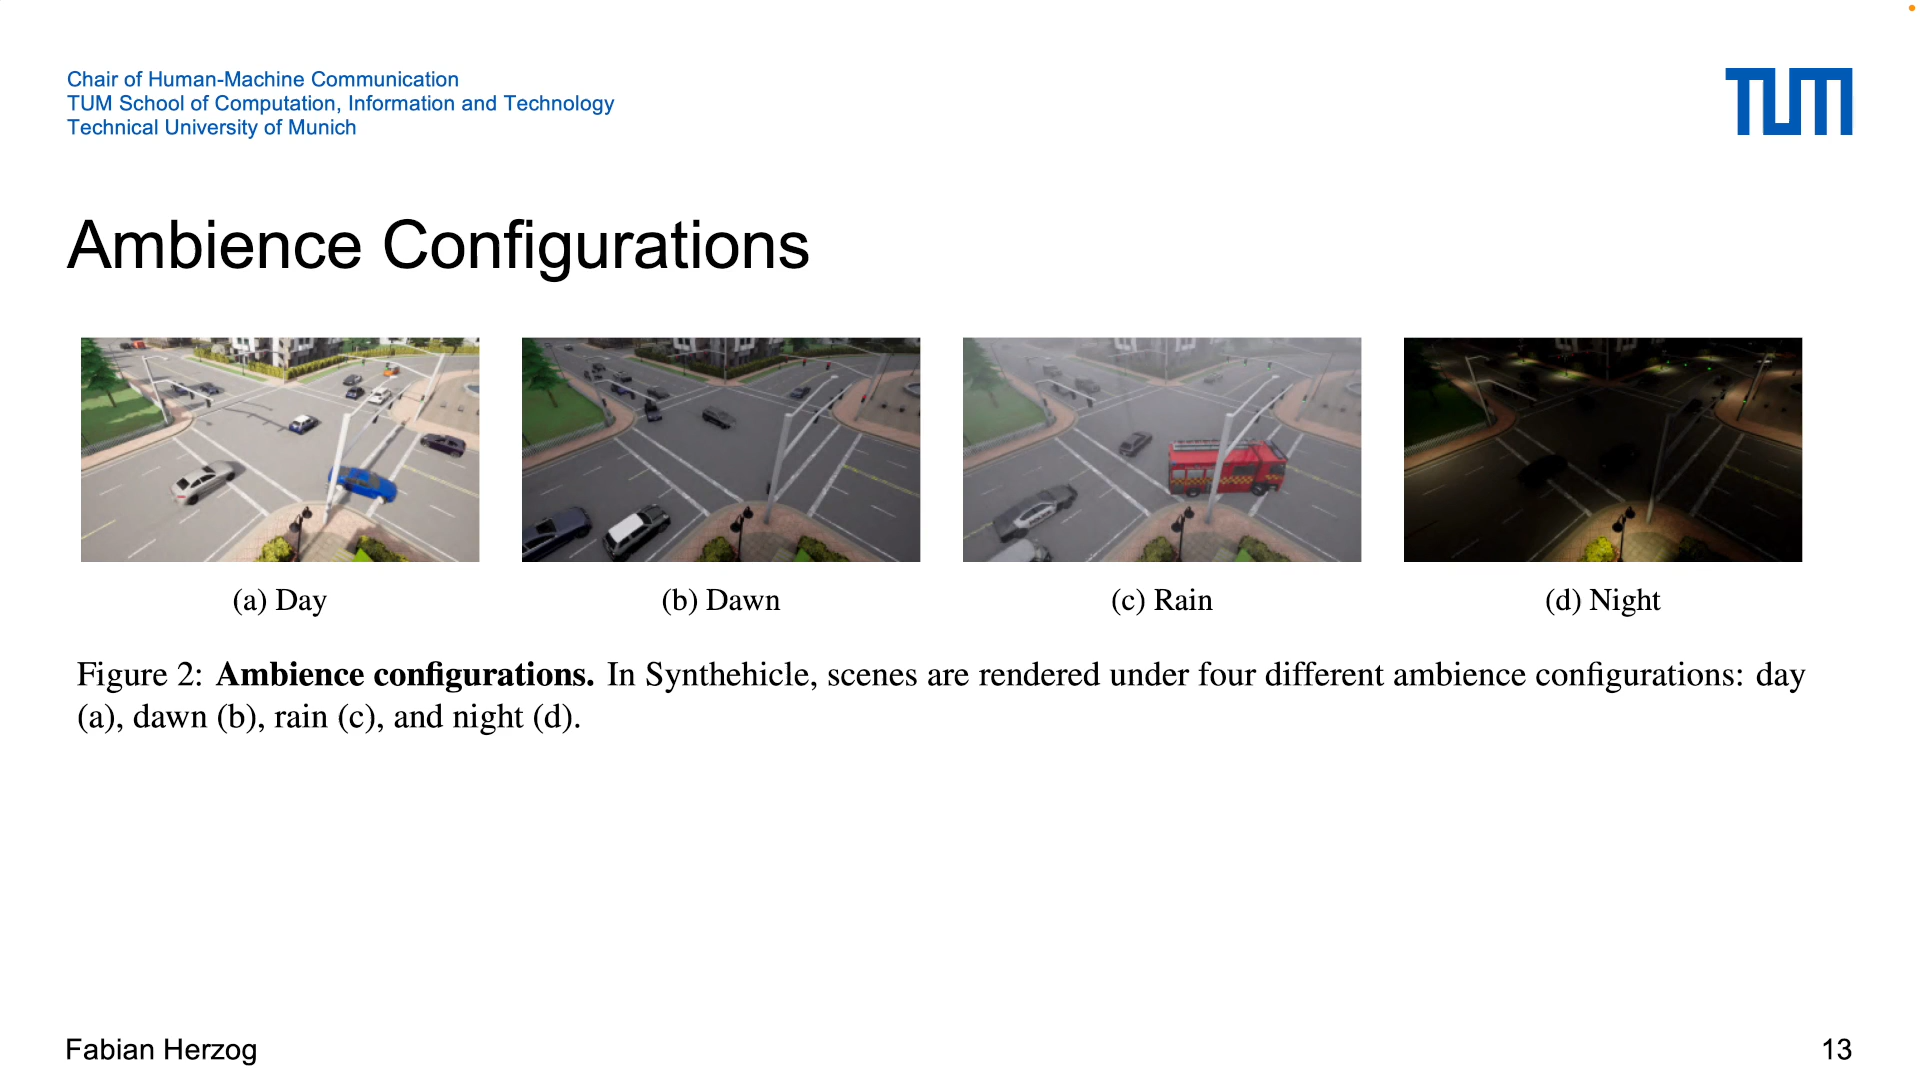 Chair of Human-Machine Communication
TUM School of Computation, Information and Technology
Technical University of Munich
TUM
Ambience Configurations
(a) Day
(b) Dawn
(c) Rain
(d) Night
Figure 2: Ambience configurations. In Synthehicle, scenes are rendered under four different ambience configurations: day
(a), dawn (b), rain (c), and night (d).
Fabian Herzog
13